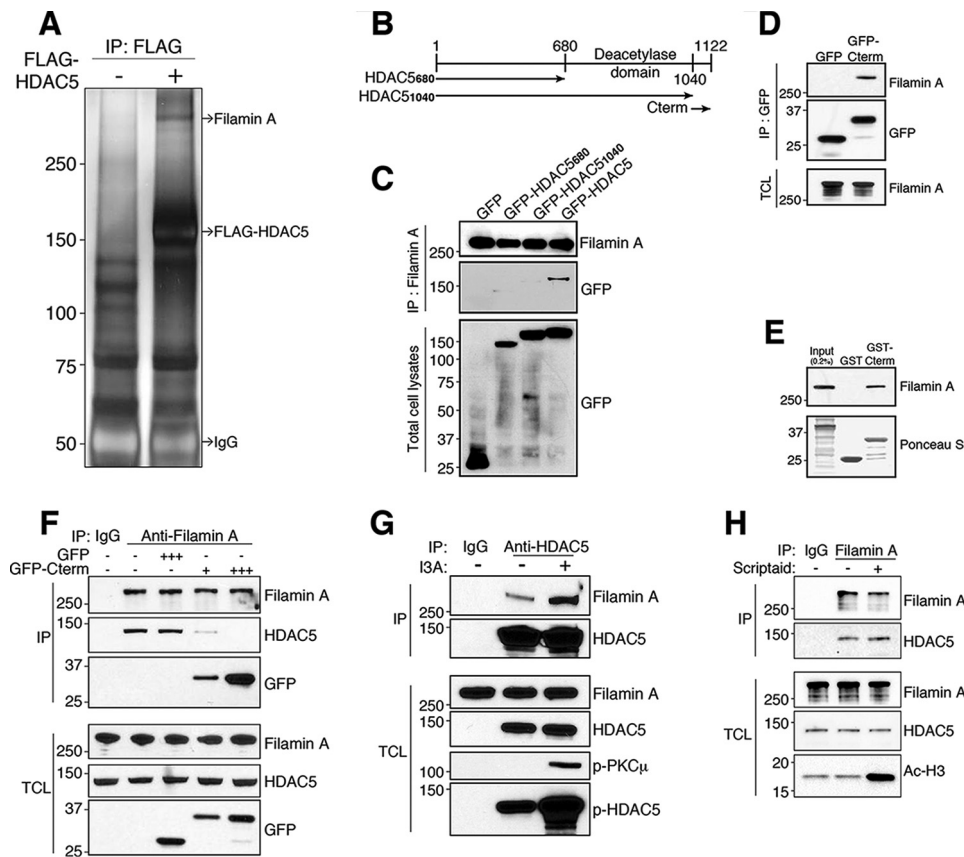 A
IP: FLAG
FLAG-
HDAC5
- +
Filamin A
250
FLAG-HDAC5
150
100
75
50
IgG
B
1 680 1122
Deacetylase
domain
1040
HDAC5680
HDAC51040
Cterm
C
GFP
GFP-HDAC5680
GFP-HDAC51040
GFP-HDAC5
IP : Filamin A
250
Filamin A
150
GFP
Total cell lysates
150
100
75
50
37
25
GFP
D
GFP GFP-Cterm
IP : GFP
250
Filamin A
37
25
GFP
TCL
250
Filamin A
E
Input
(0.2%)
GST
GST-
Cterm
250
Filamin A
37
25
Ponceau S
F
IP: IgG Anti-Filamin A
GFP - - +++ - -
GFP-Cterm - - - + +++
IP
250
Filamin A
150
HDAC5
37
25
GFP
TCL
250
Filamin A
150
HDAC5
37
25
GFP
G
IP: IgG Anti-HDAC5
I3A: - - +
IP
250
Filamin A
150
HDAC5
TCL
250
Filamin A
150
HDAC5
100
p-PKCμ
150
p-HDAC5
H
IP: IgG Filamin A
Scriptaid: - - +
IP
250
Filamin A
150
HDAC5
TCL
250
Filamin A
150
HDAC5
20
15
Ac-H3